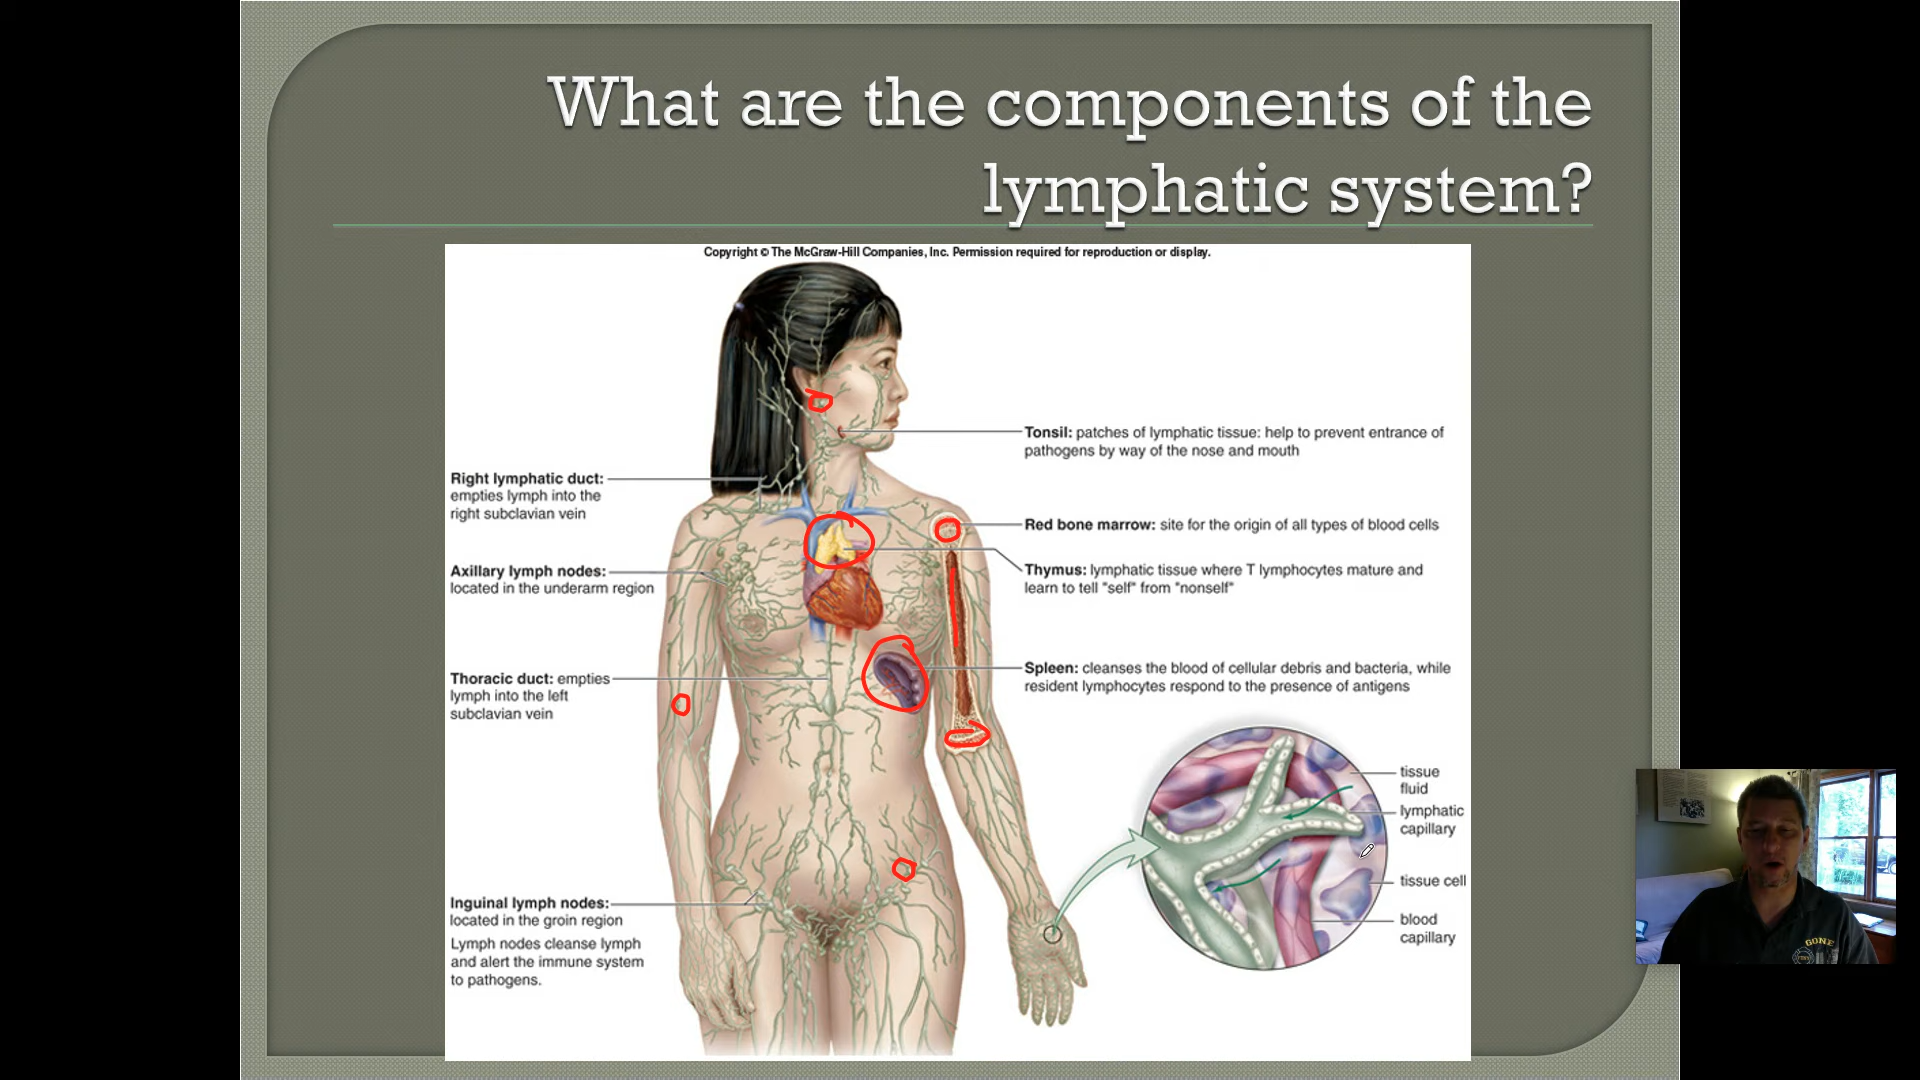 What are the components of the
lymphatic system?
Copyright © The McGraw-Hill Companies, Inc. Permission required for reproduction or display.
Tonsil: patches of lymphatic tissue: help to prevent entrance of
pathogens by way of the nose and mouth
Right lymphatic duct:
empties lymph into the
right subclavian vein
Red bone marrow: site for the origin of all types of blood cells
Axillary lymph nodes:
located in the underarm region
Thymus: lymphatic tissue where T lymphocytes mature and
learn to tell "self" from "nonself"
Thoracic duct: empties
lymph into the left
subclavian vein
Spleen: cleanses the blood of cellular debris and bacteria, while
resident lymphocytes respond to the presence of antigens
tissue
fluid
lymphatic
capillary
tissue cell
blood
capillary
Inguinal lymph nodes:
located in the groin region
Lymph nodes cleanse lymph
and alert the immune system
to pathogens.
GONE